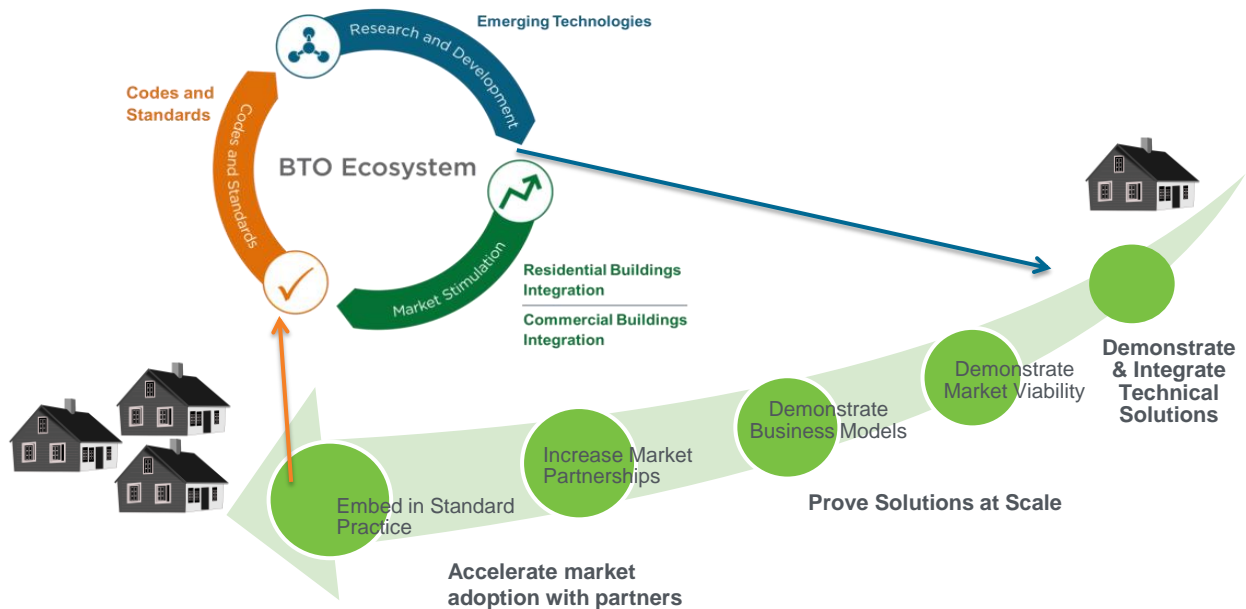 Emerging Technologies
Research and Development
Codes and
Standards
Codes and Standards
BTO Ecosystem
Market Stimulation
Residential Buildings
Integration
Commercial Buildings
Integration
Demonstrate
& Integrate
Technical
Solutions
Demonstrate
Market Viability
Demonstrate
Business Models
Increase Market
Partnerships
Embed in Standard
Practice
Prove Solutions at Scale
Accelerate market
adoption with partners